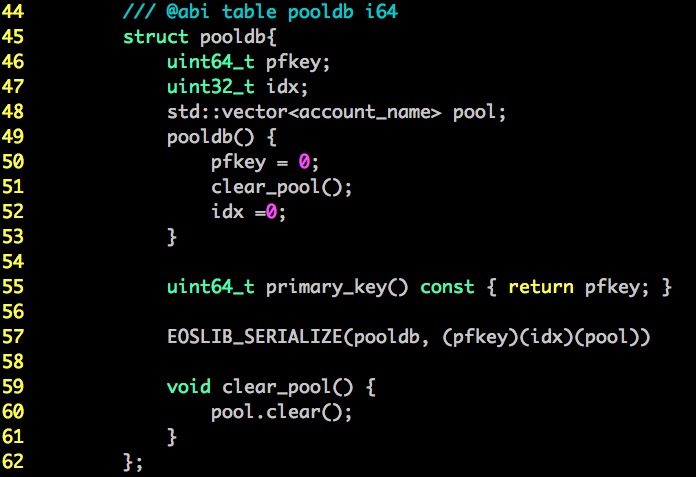 44         /// @abi table pooldb i64
45         struct pooldb{
46             uint64_t pfkey;
47             uint32_t idx;
48             std::vector<account_name> pool;
49             pooldb() {
50                 pfkey = 0;
51                 clear_pool();
52                 idx =0;
53             }
54
55             uint64_t primary_key() const { return pfkey; }
56
57             EOSLIB_SERIALIZE(pooldb, (pfkey)(idx)(pool))
58
59             void clear_pool() {
60                 pool.clear();
61             }
62         };